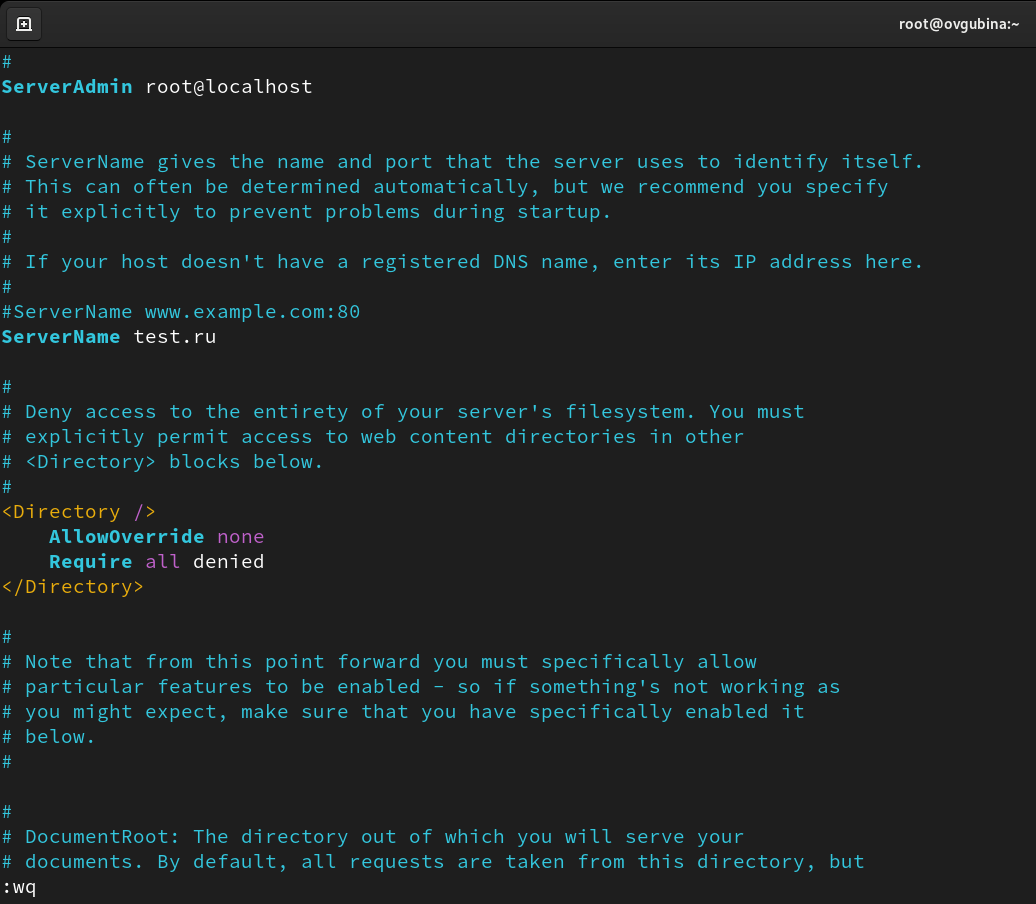 root@ovgubina:~
#
ServerAdmin root@localhost
#
# ServerName gives the name and port that the server uses to identify itself.
# This can often be determined automatically, but we recommend you specify
# it explicitly to prevent problems during startup.
#
# If your host doesn't have a registered DNS name, enter its IP address here.
#
#ServerName www.example.com:80
ServerName test.ru
#
# Deny access to the entirety of your server's filesystem. You must
# explicitly permit access to web content directories in other
# <Directory> blocks below.
#
<Directory />
    AllowOverride none
    Require all denied
</Directory>
#
# Note that from this point forward you must specifically allow
# particular features to be enabled - so if something's not working as
# you might expect, make sure that you have specifically enabled it
# below.
#
#
# DocumentRoot: The directory out of which you will serve your
# documents. By default, all requests are taken from this directory, but
:wq